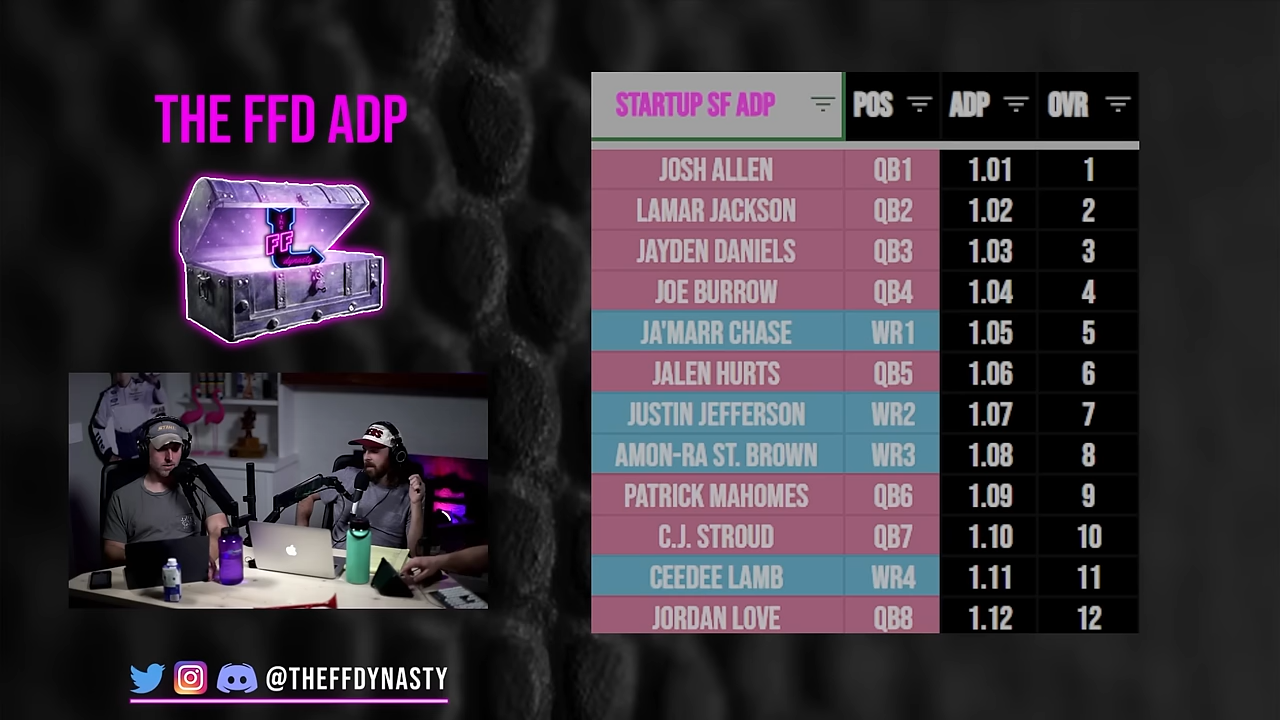 THE FFD ADP
FF
dynasty
@THEFFDYNASTY
STARTUP SF ADP POS ADP OVR
JOSH ALLEN QB1 1.01 1
LAMAR JACKSON QB2 1.02 2
JAYDEN DANIELS QB3 1.03 3
JOE BURROW QB4 1.04 4
JA'MARR CHASE WR1 1.05 5
JALEN HURTS QB5 1.06 6
JUSTIN JEFFERSON WR2 1.07 7
AMON-RA ST. BROWN WR3 1.08 8
PATRICK MAHOMES QB6 1.09 9
C.J. STROUD QB7 1.10 10
CEEDEE LAMB WR4 1.11 11
JORDAN LOVE QB8 1.12 12